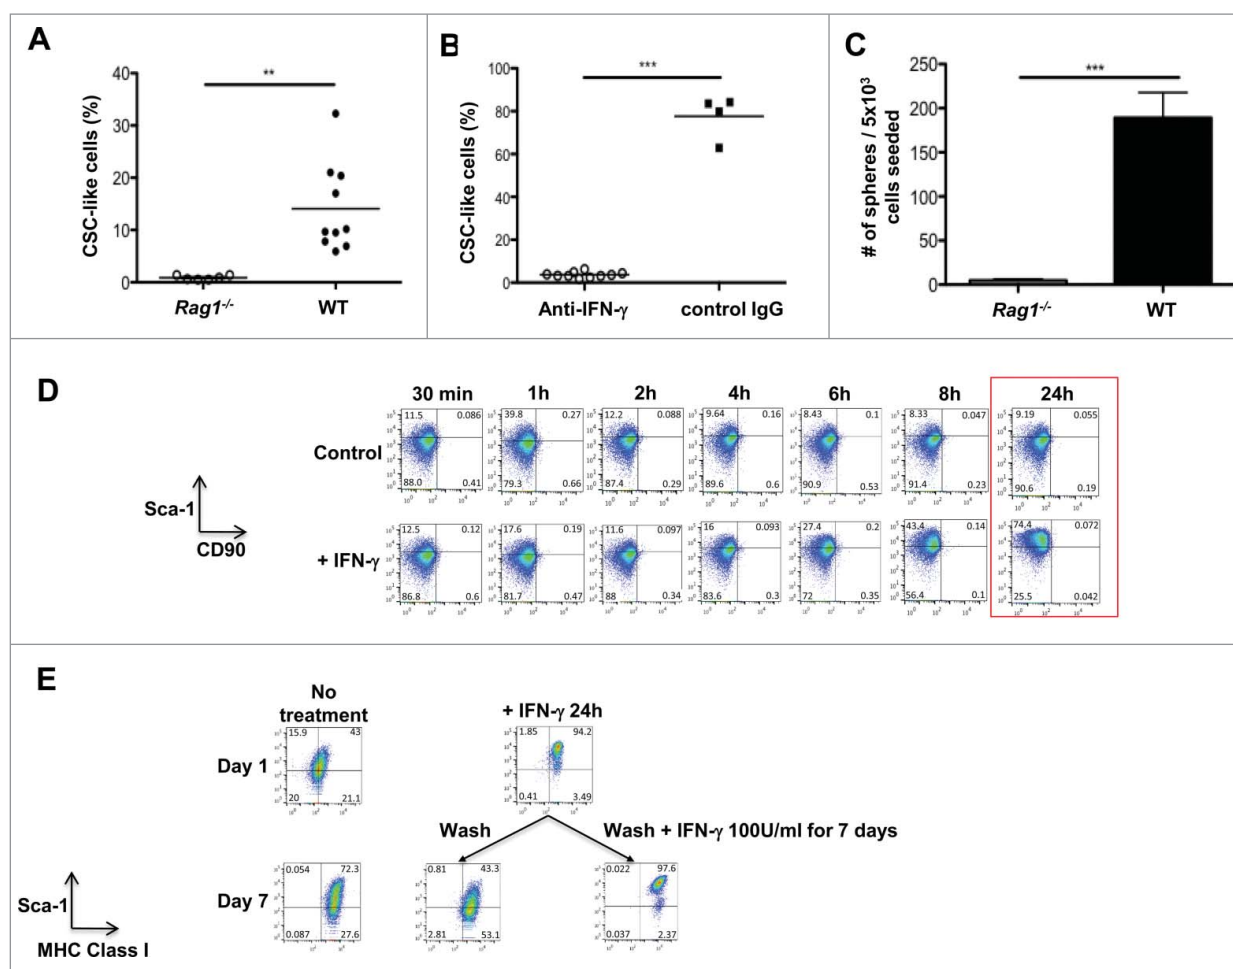 A
**
40
30
20
10
0
CSC-like cells (%)
Rag1-/-
WT
B
***
100
80
60
40
20
0
CSC-like cells (%)
Anti-IFN-γ
control IgG
C
***
250
200
150
100
50
0
# of spheres / 5x10³
cells seeded
Rag1-/-
WT
D
30 min 1h 2h 4h 6h 8h 24h
Control
11.5 0.086
88.0 0.41
39.8 0.27
79.3 0.66
12.2 0.088
87.4 0.29
9.64 0.16
89.6 0.6
8.43 0.1
90.9 0.53
8.33 0.047
91.4 0.23
9.19 0.055
90.6 0.19
Sca-1
CD90
+ IFN-γ
12.5 0.12
86.8 0.6
17.6 0.19
81.7 0.47
11.6 0.097
88 0.34
16 0.093
83.6 0.3
27.4 0.2
72 0.35
43.4 0.14
56.4 0.1
74.4 0.072
25.5 0.042
E
No
treatment
+ IFN-γ 24h
Day 1
15.9 43
20 21.1
1.85 94.2
0.41 3.49
Wash
Wash + IFN-γ 100U/ml for 7 days
Day 7
0.054 72.3
0.087 27.6
0.81 43.3
2.81 53.1
0.022 97.6
0.037 2.37
Sca-1
MHC Class I